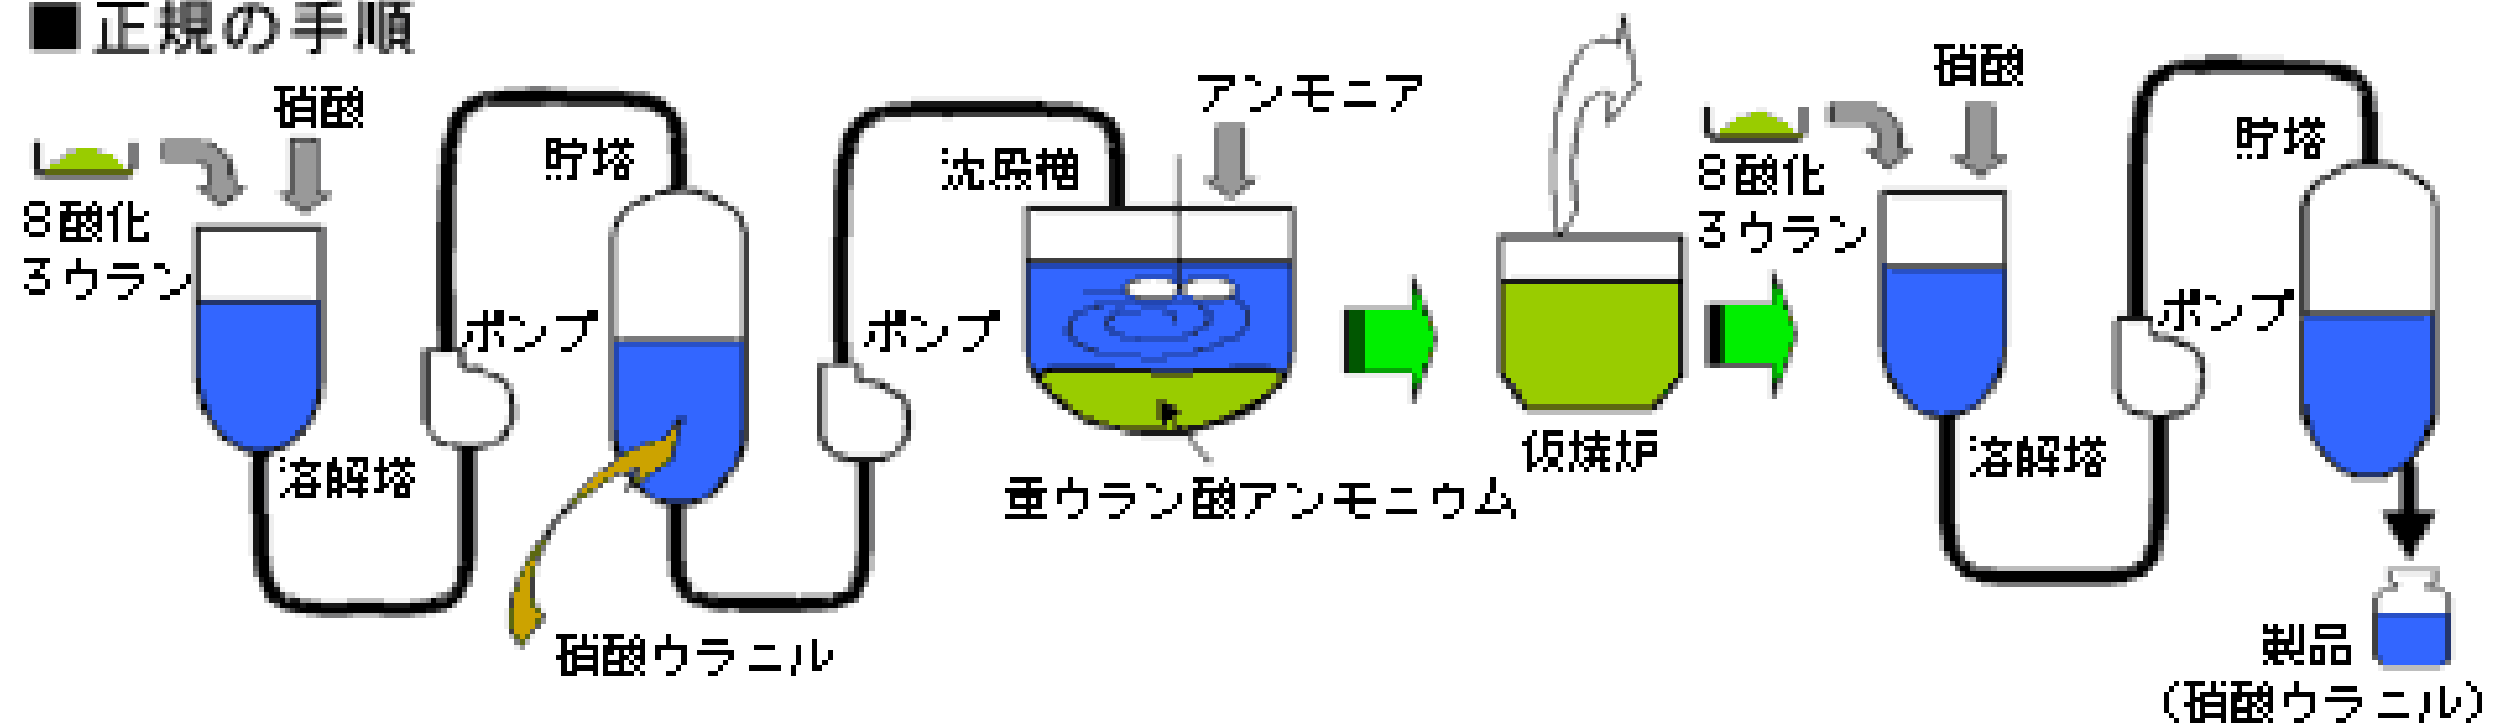 ■正規の手順
硝酸
8酸化
3ウラン
溶解塔
ポンプ
貯塔
硝酸ウラニル
ポンプ
沈殿槽
アンモニア
重ウラン酸アンモニウム
仮焼炉
硝酸
8酸化
3ウラン
溶解塔
ポンプ
貯塔
製品
(硝酸ウラニル)